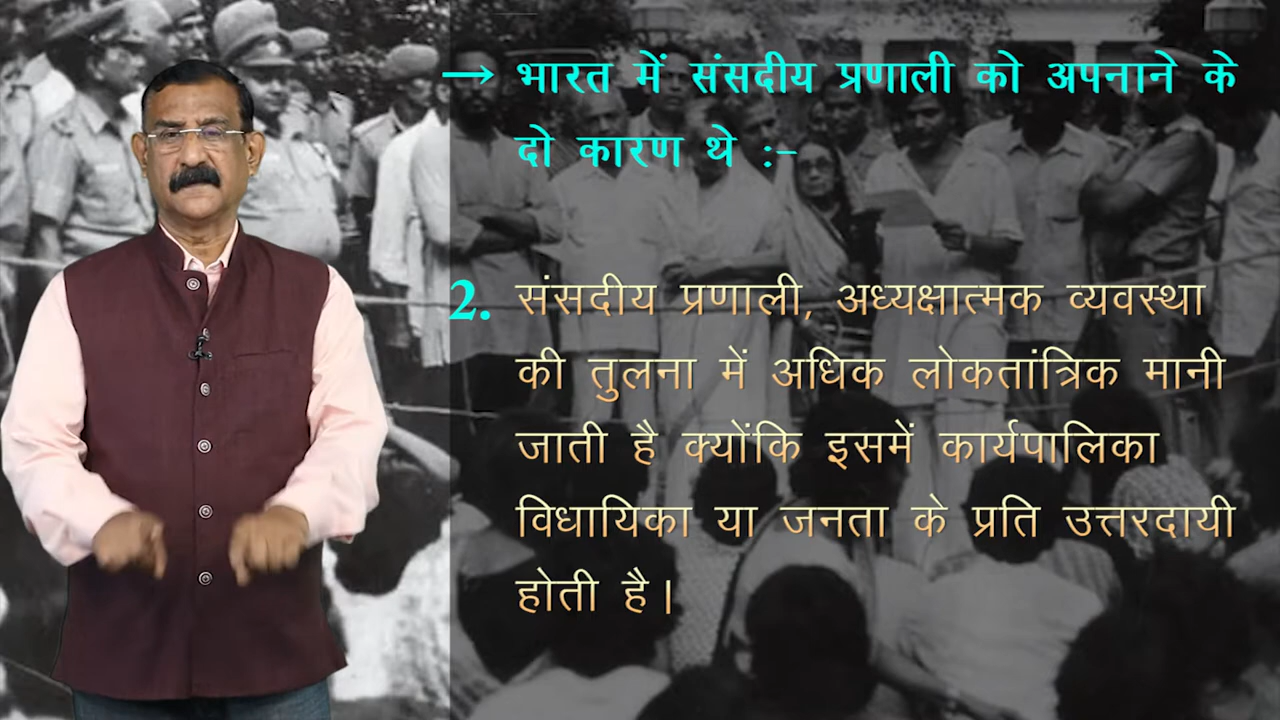 → भारत में संसदीय प्रणाली को अपनाने के
दो कारण थे :–
2. संसदीय प्रणाली, अध्यक्षात्मक व्यवस्था
की तुलना में अधिक लोकतांत्रिक मानी
जाती है क्योंकि इसमें कार्यपालिका
विधायिका या जनता के प्रति उत्तरदायी
होती है।